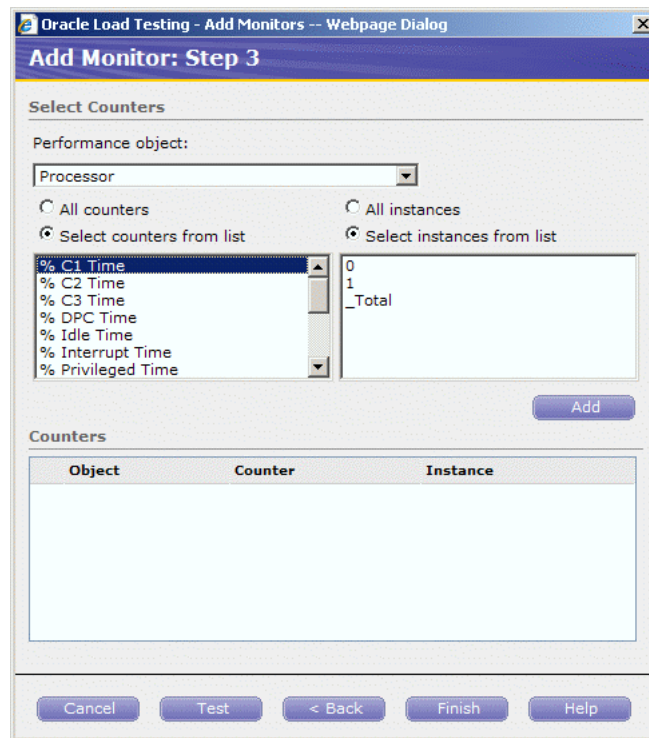 Oracle Load Testing - Add Monitors -- Webpage Dialog
Add Monitor: Step 3
Select Counters
Performance object:
Processor
All counters
All instances
Select counters from list
Select instances from list
% C1 Time
% C2 Time
% C3 Time
% DPC Time
% Idle Time
% Interrupt Time
% Privileged Time
0
1
_Total
Add
Counters
Object Counter Instance
Cancel Test < Back Finish Help